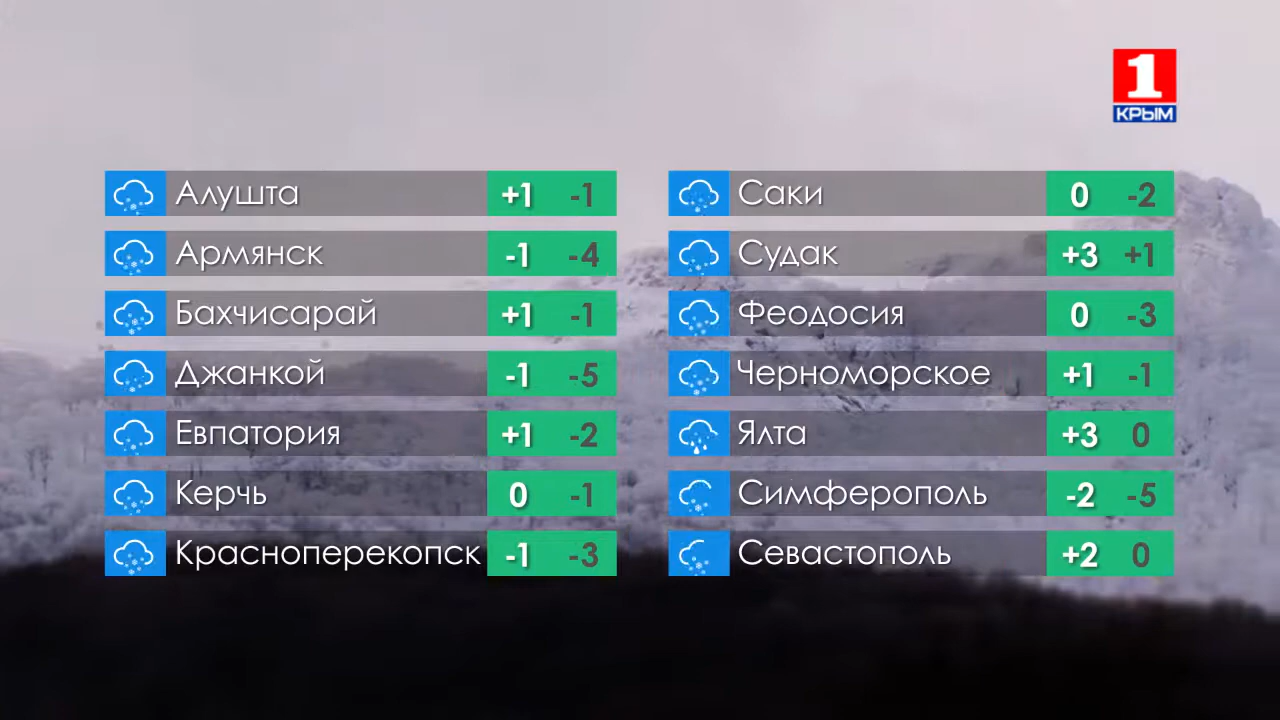 1
КРЫМ
Алушта +1 -1
Армянск -1 -4
Бахчисарай +1 -1
Джанкой -1 -5
Евпатория +1 -2
Керчь 0 -1
Красноперекопск -1 -3
Саки 0 -2
Судак +3 +1
Феодосия 0 -3
Черноморское +1 -1
Ялта +3 0
Симферополь -2 -5
Севастополь +2 0